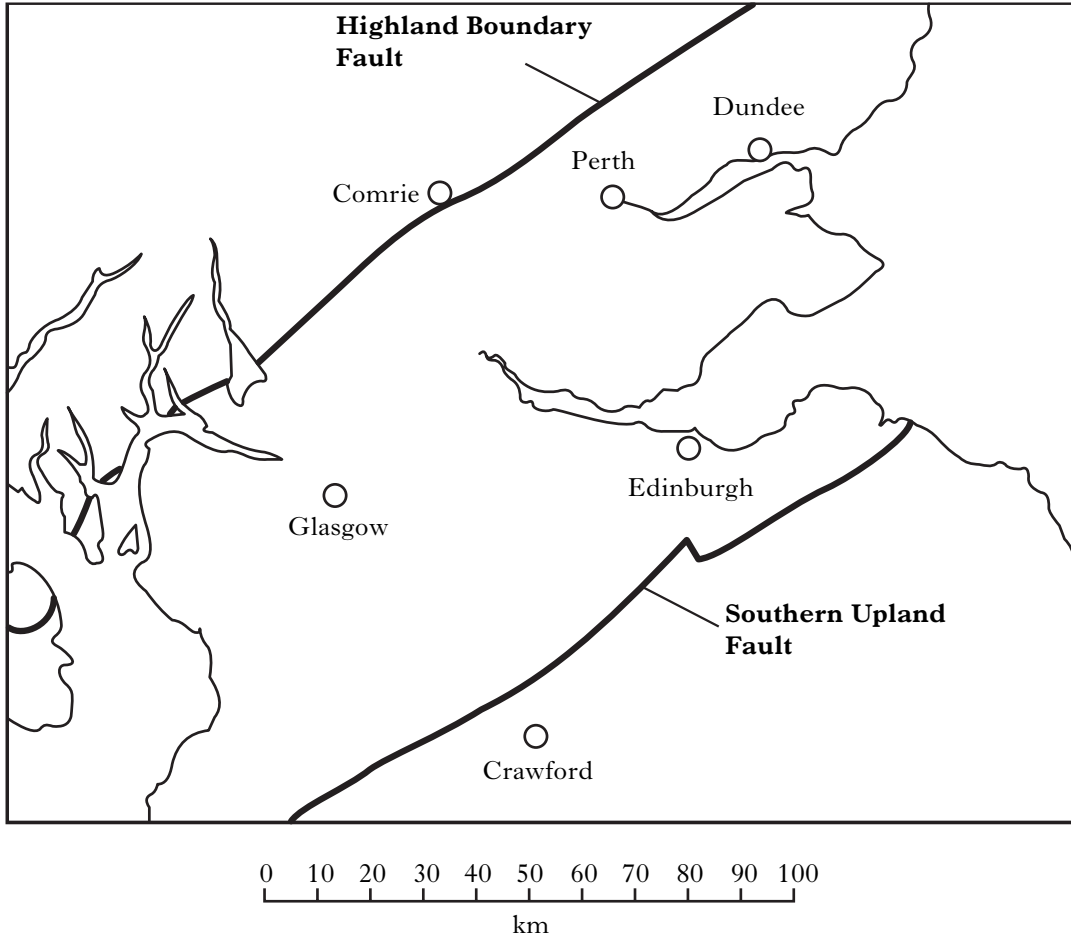 Highland Boundary
Fault
Dundee
Perth
Comrie
Edinburgh
Glasgow
Southern Upland
Fault
Crawford
0 10 20 30 40 50 60 70 80 90 100
km